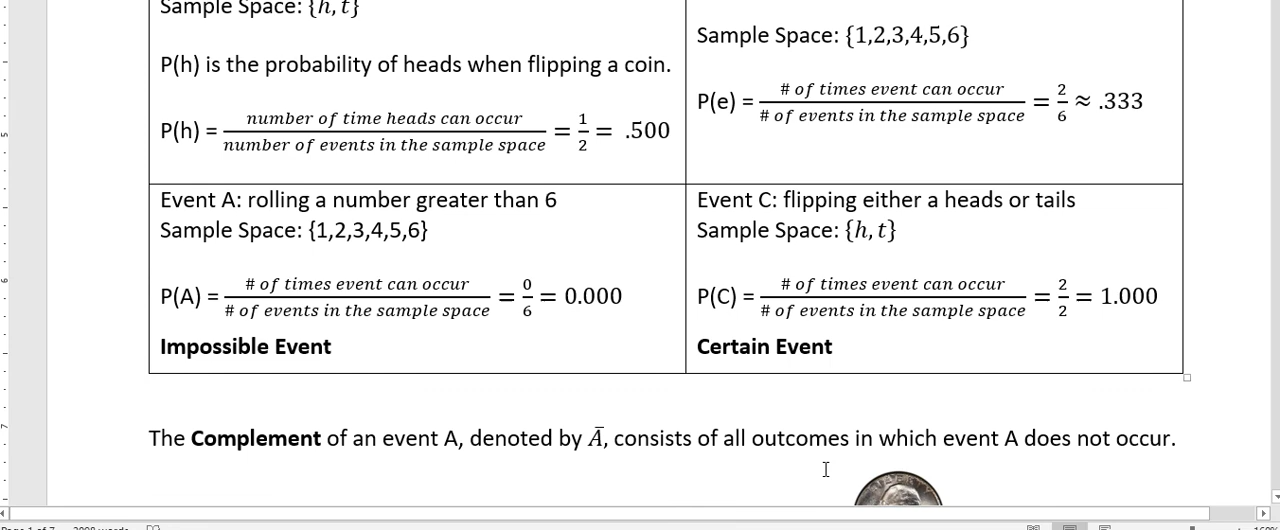 Sample Space: {h, t}
P(h) is the probability of heads when flipping a coin.
P(h) = number of time heads can occur / number of events in the sample space = 1/2 = .500
Sample Space: {1,2,3,4,5,6}
P(e) = # of times event can occur / # of events in the sample space = 2/6 ≈ .333
Event A: rolling a number greater than 6
Sample Space: {1,2,3,4,5,6}
P(A) = # of times event can occur / # of events in the sample space = 0/6 = 0.000
Impossible Event
Event C: flipping either a heads or tails
Sample Space: {h, t}
P(C) = # of times event can occur / # of events in the sample space = 2/2 = 1.000
Certain Event
The Complement of an event A, denoted by Ā, consists of all outcomes in which event A does not occur.
LIBERTY